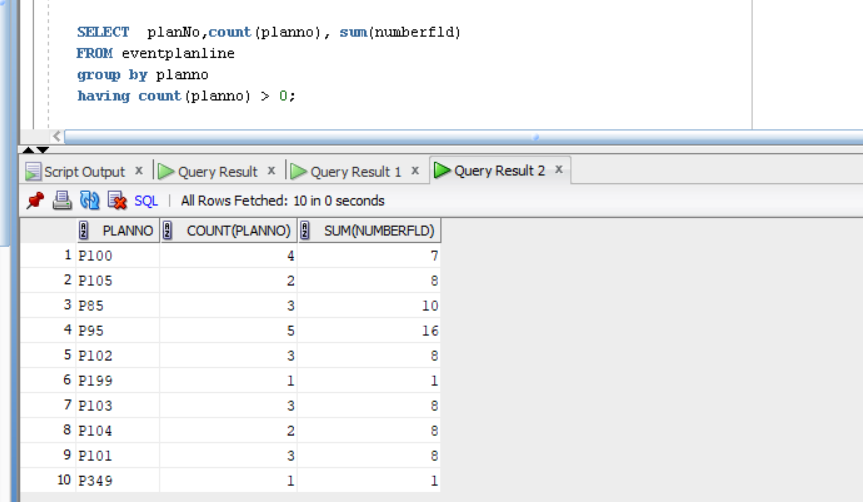 SELECT planNo,count(planno), sum(numberfld)
FROM eventplanline
group by planno
having count(planno) > 0;
Script Output x Query Result x Query Result 1 x Query Result 2 x
SQL | All Rows Fetched: 10 in 0 seconds
PLANNO COUNT(PLANNO) SUM(NUMBERFLD)
1 P100 4 7
2 P105 2 8
3 P85 3 10
4 P95 5 16
5 P102 3 8
6 P199 1 1
7 P103 3 8
8 P104 2 8
9 P101 3 8
10 P349 1 1